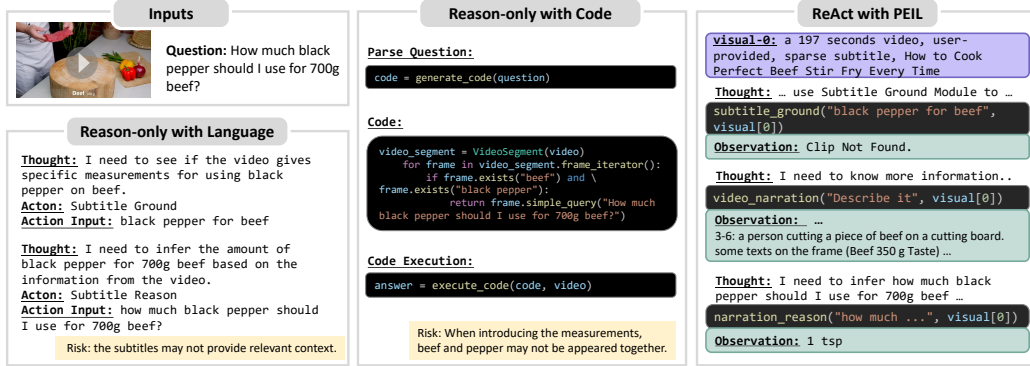 Inputs
Beef
Question: How much black
pepper should I use for 700g
beef?
Reason-only with Language
Thought: I need to see if the video gives
specific measurements for using black
pepper on beef.
Acton: Subtitle Ground
Action Input: black pepper for beef
Thought: I need to infer the amount of
black pepper for 700g beef based on the
information from the video.
Acton: Subtitle Reason
Action Input: how much black pepper should
I use for 700g beef?
Risk: the subtitles may not provide relevant context.
Reason-only with Code
Parse Question:
code = generate_code(question)
Code:
video_segment = VideoSegment(video)
for frame in video_segment.frame_iterator():
if frame.exists("beef") and \
frame.exists("black pepper"):
return frame.simple_query("How much
black pepper should I use for 700g beef?")
Code Execution:
answer = execute_code(code, video)
Risk: When introducing the measurements,
beef and pepper may not be appeared together.
ReAct with PEIL
visual-0: a 197 seconds video, user-
provided, sparse subtitle, How to Cook
Perfect Beef Stir Fry Every Time
Thought: … use Subtitle Ground Module to …
subtitle_ground("black pepper for beef",
visual[0])
Observation: Clip Not Found.
Thought: I need to know more information..
video_narration("Describe it", visual[0])
Observation: …
3-6: a person cutting a piece of beef on a cutting board.
some texts on the frame (Beef 350 g Taste) …
Thought: I need to infer how much black
pepper should I use for 700g beef …
narration_reason("how much ...", visual[0])
Observation: 1 tsp